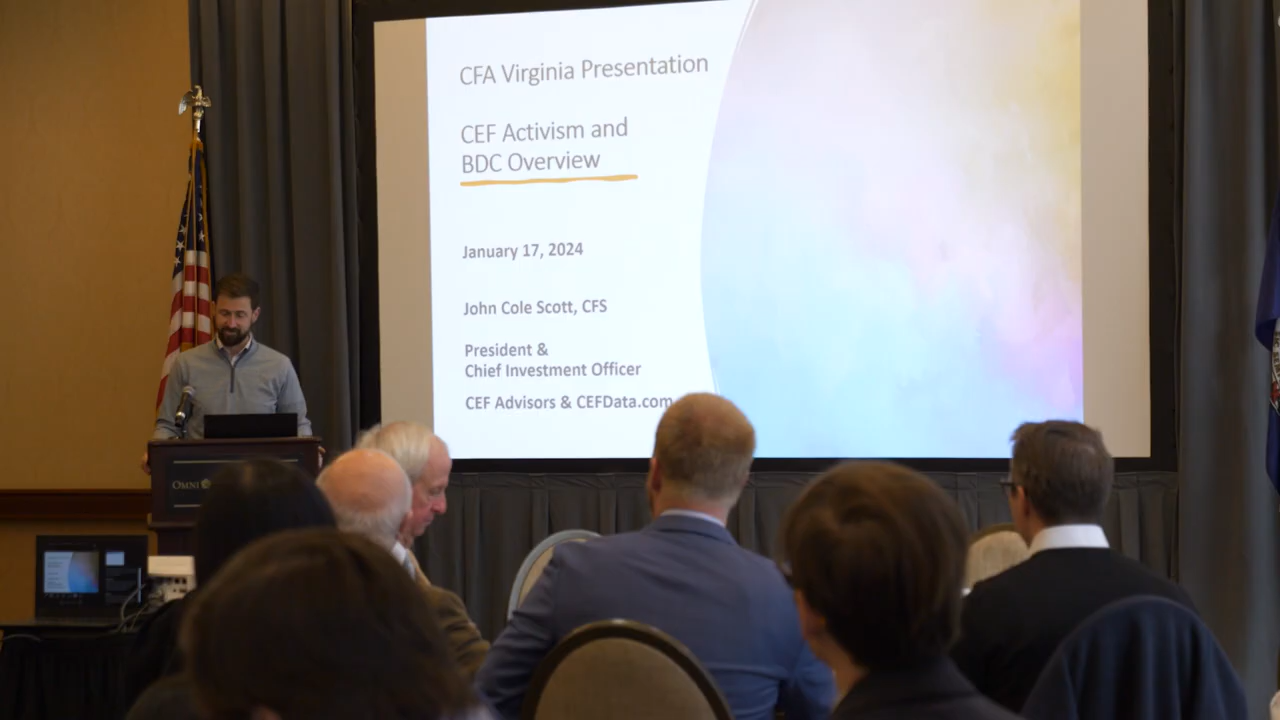 CFA Virginia Presentation
CEF Activism and
BDC Overview
January 17, 2024
John Cole Scott, CFS
President &
Chief Investment Officer
CEF Advisors & CEFData.com
OMNI